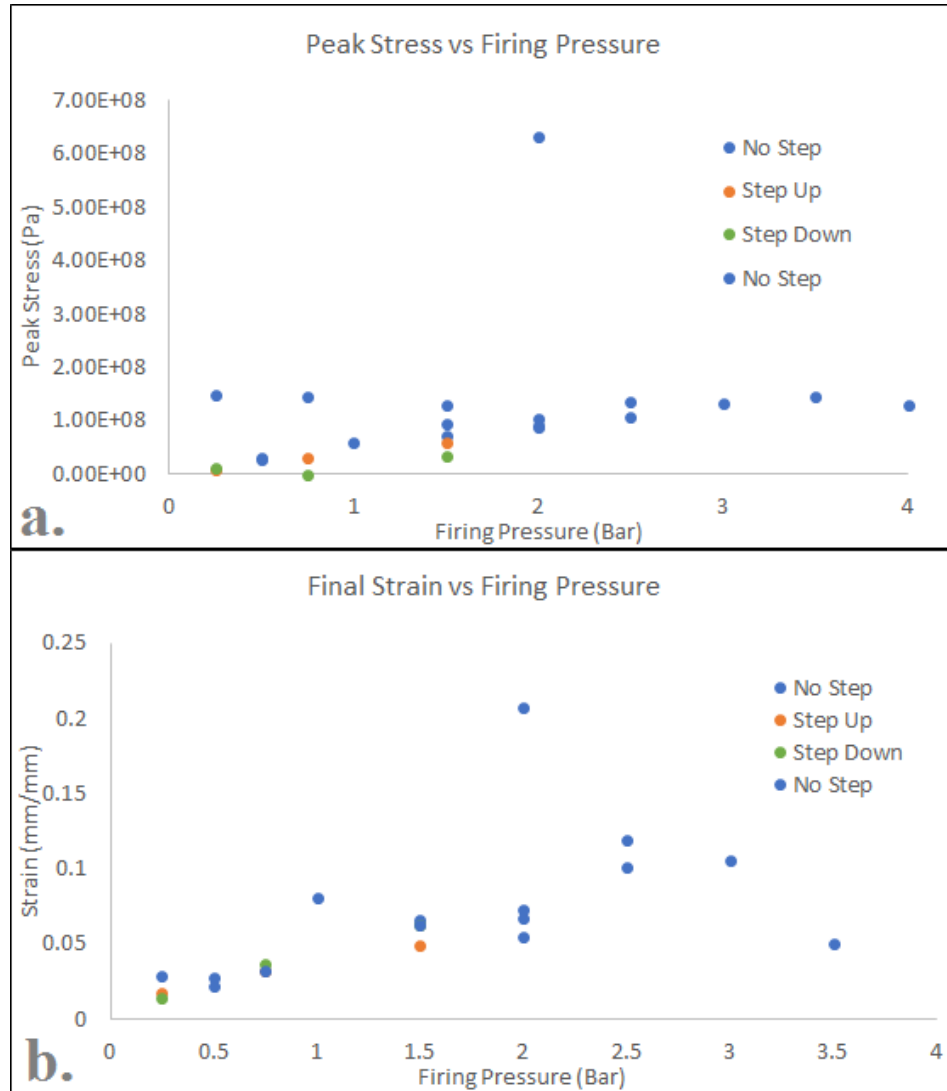 Peak Stress vs Firing Pressure
7.00E+08
6.00E+08
5.00E+08
4.00E+08
3.00E+08
2.00E+08
1.00E+08
0.00E+00
Peak Stress (Pa)
No Step
Step Up
Step Down
No Step
0 1 2 3 4
Firing Pressure (Bar)
a.
Final Strain vs Firing Pressure
0.25
0.2
0.15
0.1
0.05
0
Strain (mm/mm)
No Step
Step Up
Step Down
No Step
0 0.5 1 1.5 2 2.5 3 3.5 4
Firing Pressure (Bar)
b.